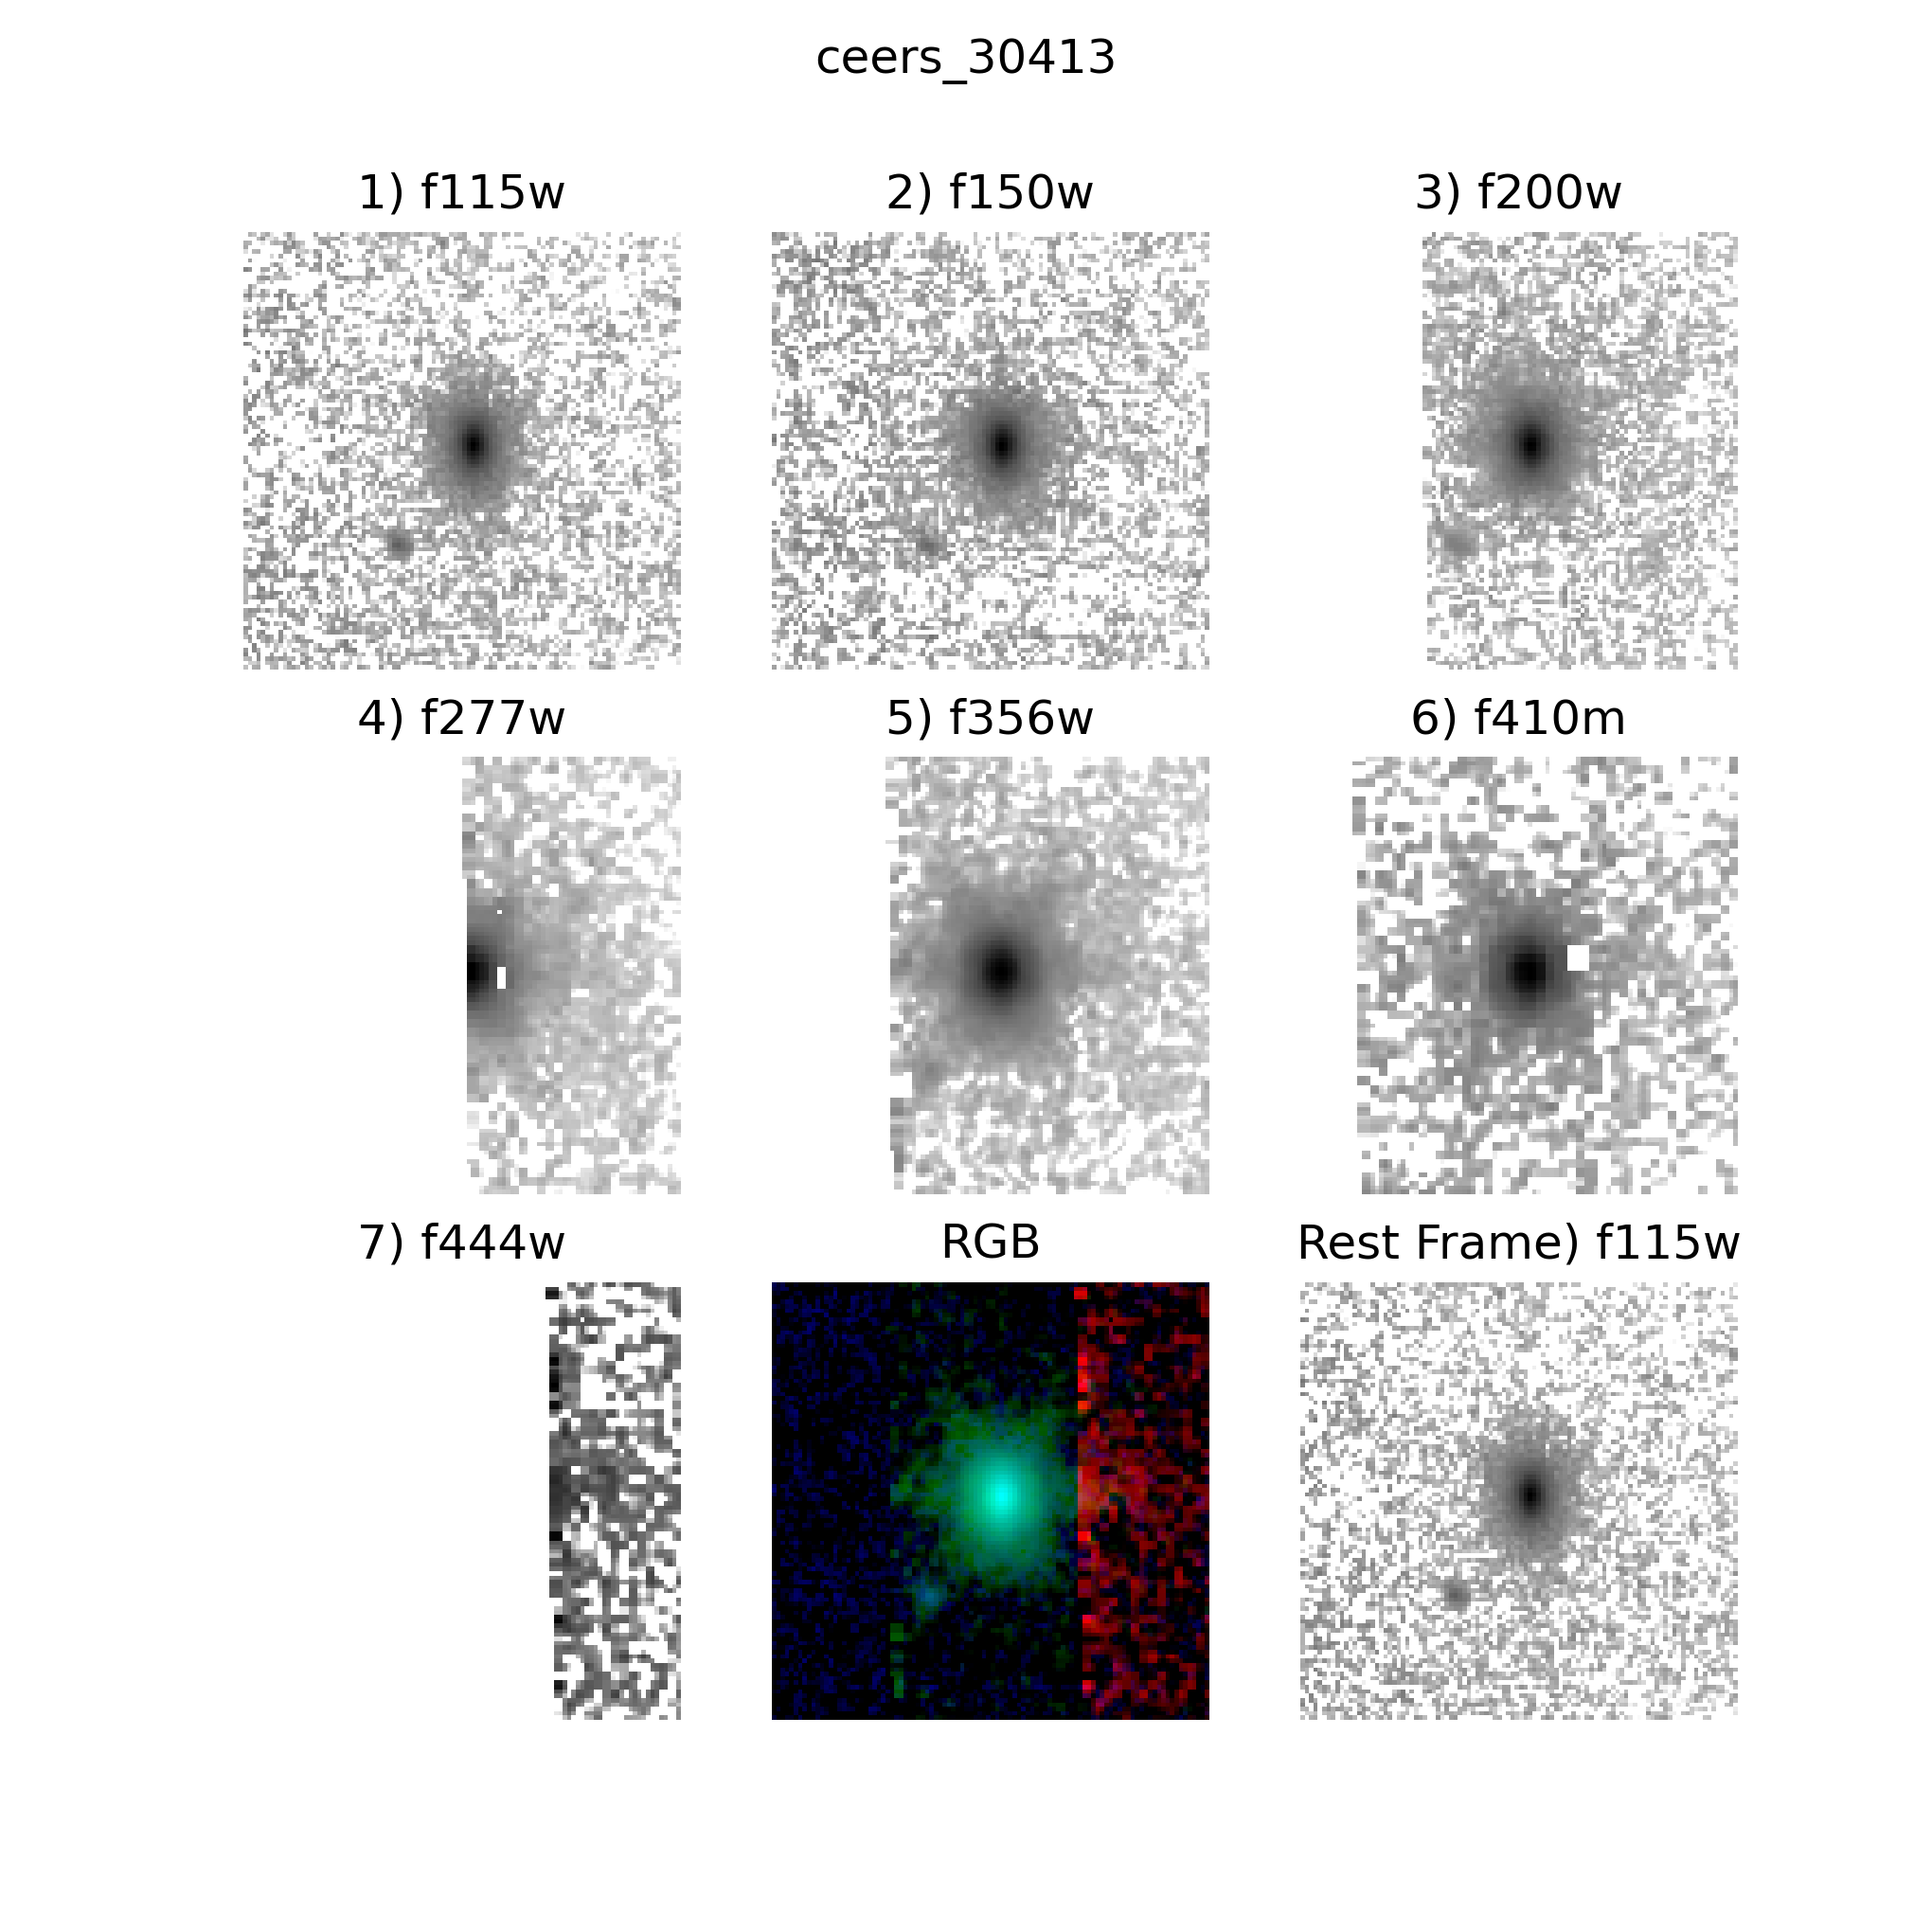 ceers_30413
1) f115w
2) f150w
3) f200w
4) f277w
5) f356w
6) f410m
7) f444w
RGB
Rest Frame) f115w